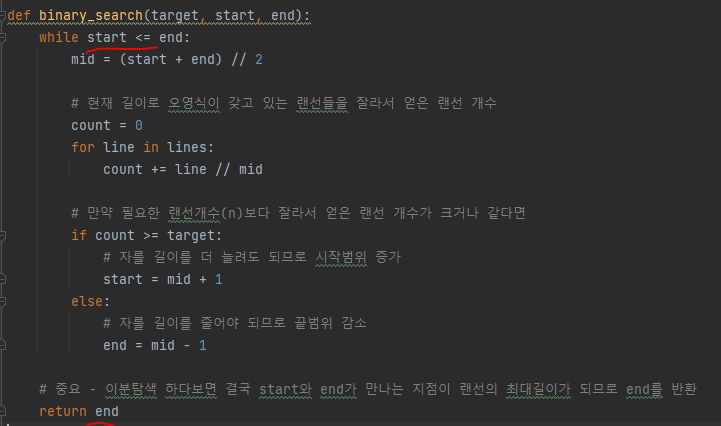 def binary_search(target, start, end):
while start <= end:
mid = (start + end) // 2
# 현재 길이로 오영식이 갖고 있는 랜선들을 잘라서 얻은 랜선 개수
count = 0
for line in lines:
count += line // mid
# 만약 필요한 랜선개수(n)보다 잘라서 얻은 랜선 개수가 크거나 같다면
if count >= target:
# 자를 길이를 더 늘려도 되므로 시작범위 증가
start = mid + 1
else:
# 자를 길이를 줄어야 되므로 끝범위 감소
end = mid - 1
# 중요 - 이분탐색 하다보면 결국 start와 end가 만나는 지점이 랜선의 최대길이가 되므로 end를 반환
return end